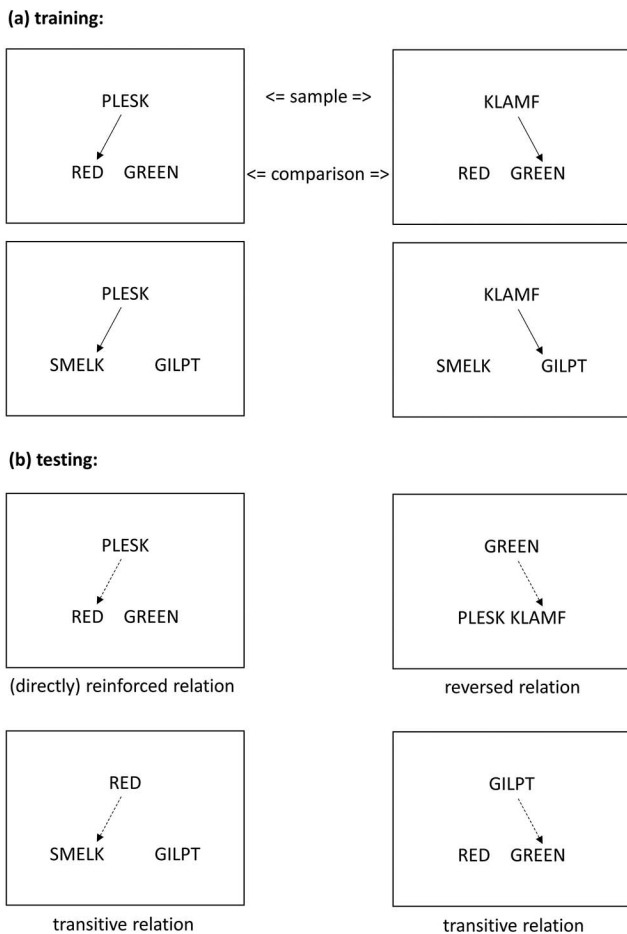 (a) training:
PLESK <= sample => KLAMF
RED GREEN <= comparison => RED GREEN
PLESK KLAMF
SMELK GILPT SMELK GILPT
(b) testing:
PLESK GREEN
RED GREEN PLESK KLAMF
(directly) reinforced relation reversed relation
RED GILPT
SMELK GILPT RED GREEN
transitive relation transitive relation